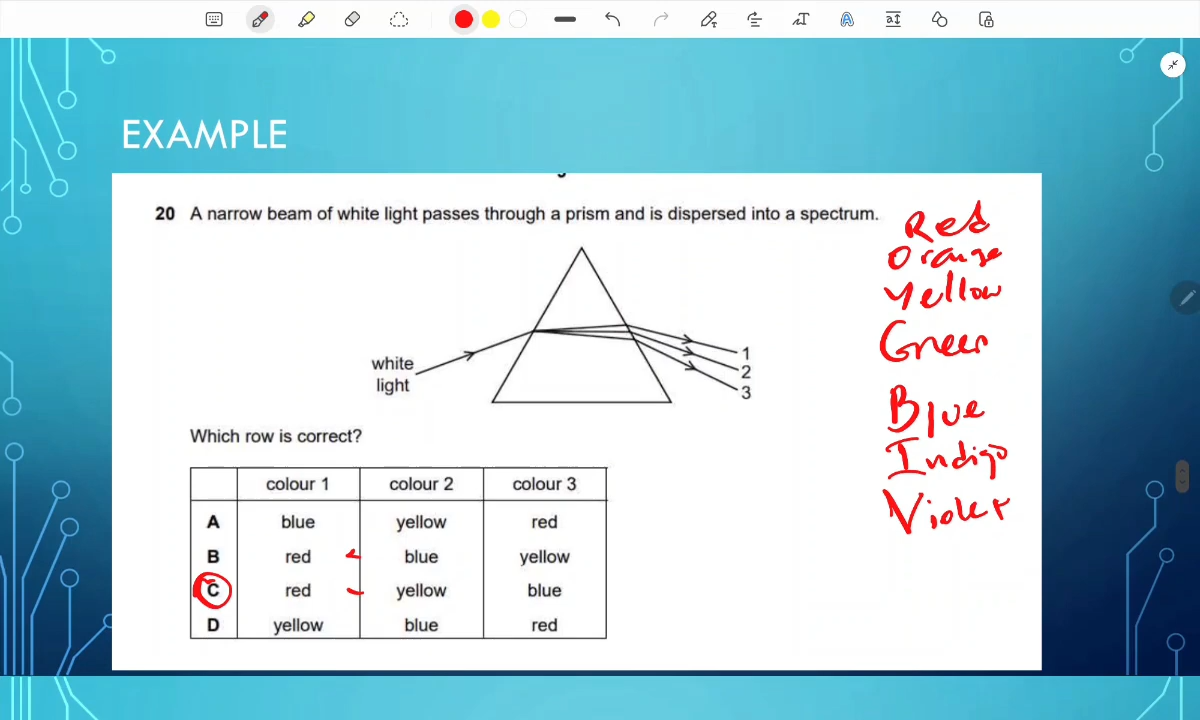 EXAMPLE
20 A narrow beam of white light passes through a prism and is dispersed into a spectrum.
white
light
1
2
3
Which row is correct?
colour 1 colour 2 colour 3
A blue yellow red
B red blue yellow
C red yellow blue
D yellow blue red
Red
Orange
Yellow
Green
Blue
Indigo
Violet